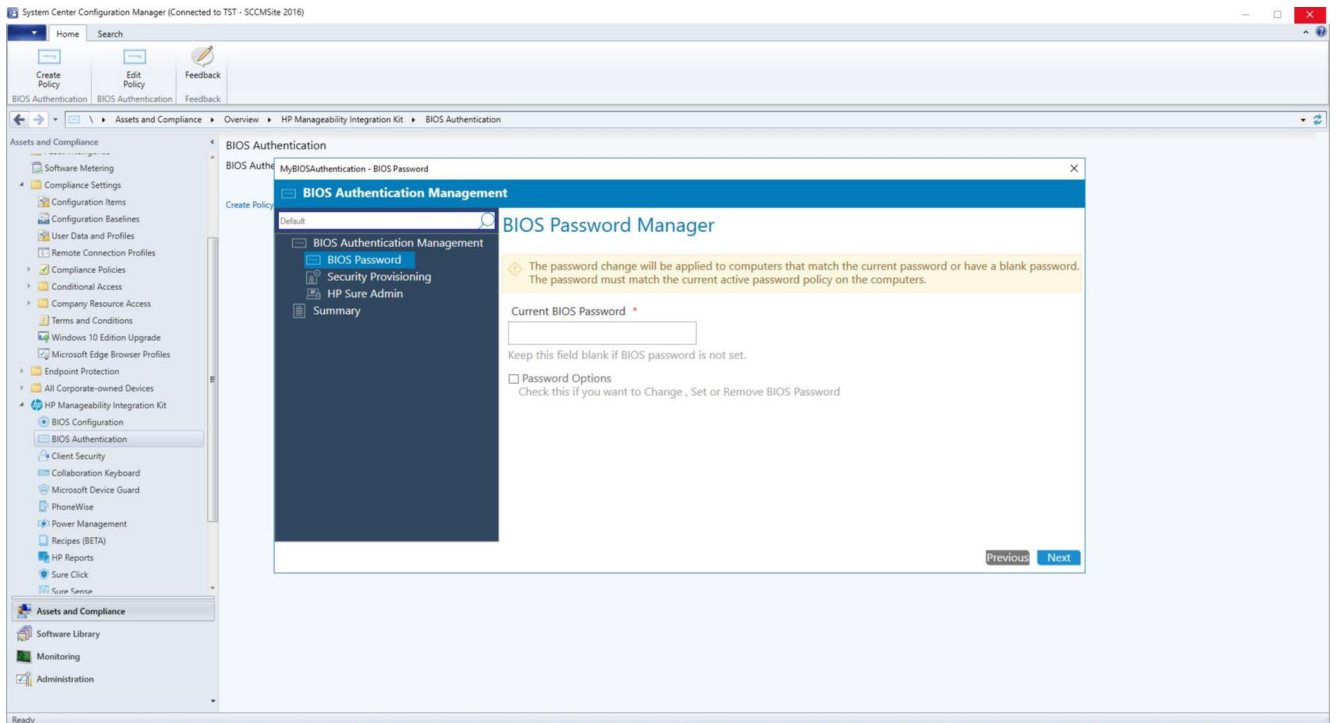 System Center Configuration Manager (Connected to TST - SCCMSite 2016)
Home Search
Create Policy
Edit Policy
Feedback
BIOS Authentication BIOS Authentication Feedback
\ Assets and Compliance Overview HP Manageability Integration Kit BIOS Authentication
Assets and Compliance
Software Metering
Compliance Settings
Configuration Items
Configuration Baselines
User Data and Profiles
Remote Connection Profiles
Compliance Policies
Conditional Access
Company Resource Access
Terms and Conditions
Windows 10 Edition Upgrade
Microsoft Edge Browser Profiles
Endpoint Protection
All Corporate-owned Devices
HP Manageability Integration Kit
BIOS Configuration
BIOS Authentication
Client Security
Collaboration Keyboard
Microsoft Device Guard
PhoneWise
Power Management
Recipes (BETA)
HP Reports
Sure Click
Sure Sense
Assets and Compliance
Software Library
Monitoring
Administration
Ready
BIOS Authentication
BIOS Authe
Create Policy
MyBIOSAuthentication - BIOS Password
BIOS Authentication Management
Default
BIOS Authentication Management
BIOS Password
Security Provisioning
HP Sure Admin
Summary
BIOS Password Manager
The password change will be applied to computers that match the current password or have a blank password.
The password must match the current active password policy on the computers.
Current BIOS Password *
Keep this field blank if BIOS password is not set.
Password Options
Check this if you want to Change , Set or Remove BIOS Password
Previous Next